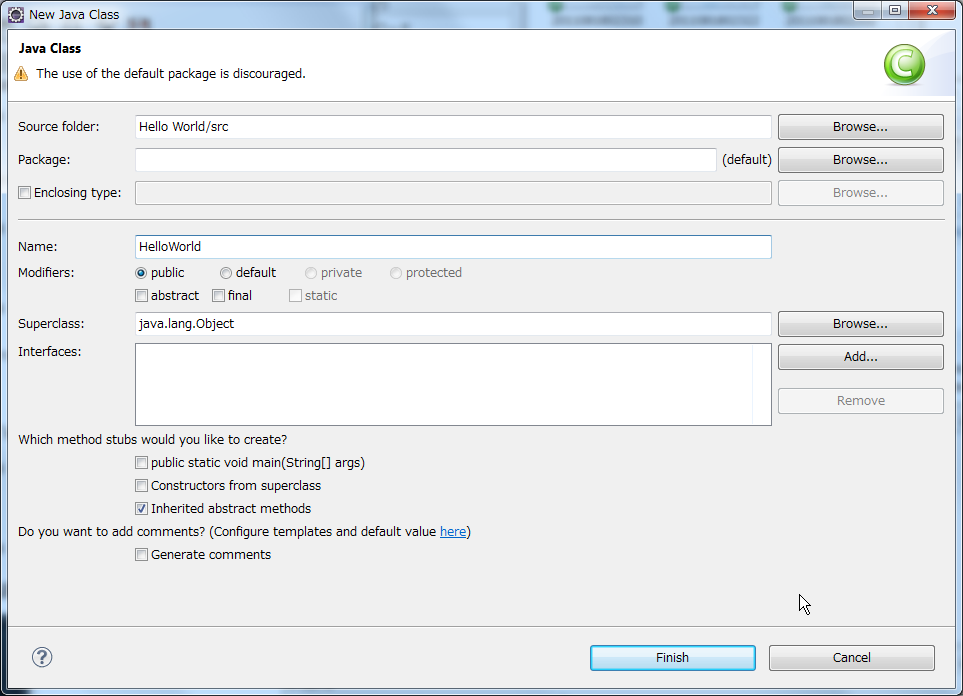 New Java Class
Java Class
The use of the default package is discouraged.
Source folder: Hello World/src Browse...
Package: (default) Browse...
Enclosing type: Browse...
Name: HelloWorld
Modifiers: public default private protected
abstract final static
Superclass: java.lang.Object Browse...
Interfaces: Add...
Remove
Which method stubs would you like to create?
public static void main(String[] args)
Constructors from superclass
Inherited abstract methods
Do you want to add comments? (Configure templates and default value here)
Generate comments
? Finish Cancel